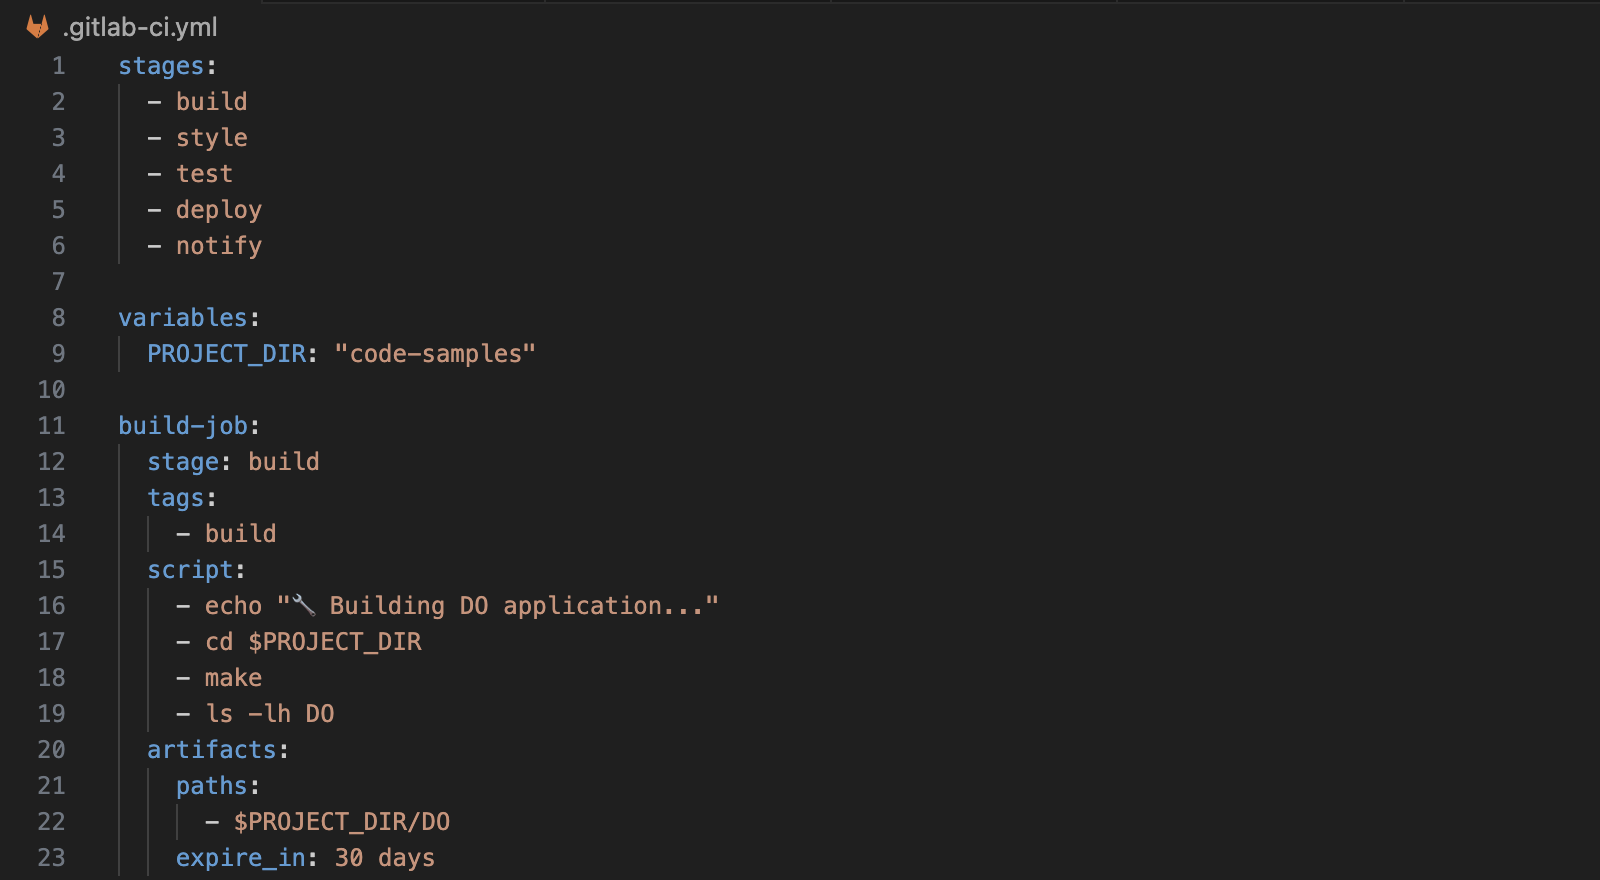 .gitlab-ci.yml
1 stages:
2 - build
3 - style
4 - test
5 - deploy
6 - notify
7
8 variables:
9 PROJECT_DIR: "code-samples"
10
11 build-job:
12 stage: build
13 tags:
14 - build
15 script:
16 - echo "🔧 Building DO application..."
17 - cd $PROJECT_DIR
18 - make
19 - ls -lh DO
20 artifacts:
21 paths:
22 - $PROJECT_DIR/DO
23 expire_in: 30 days